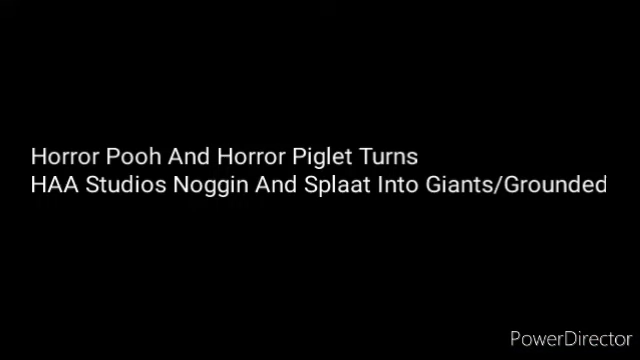 Horror Pooh And Horror Piglet Turns
HAA Studios Noggin And Splaat Into Giants/Grounded
PowerDirector